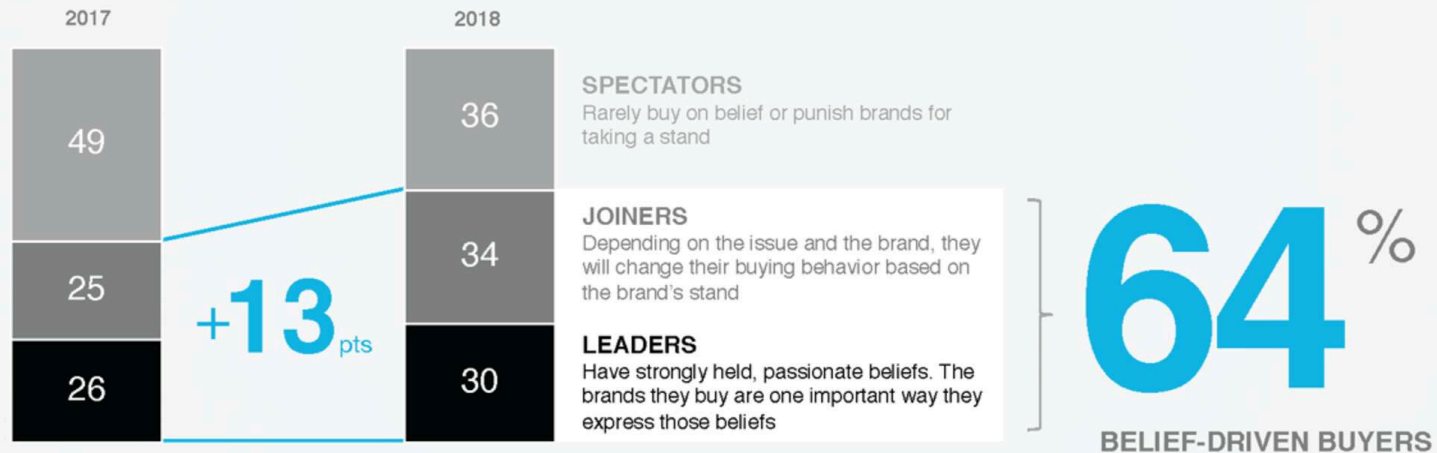 2017
2018
49
25
26
+13 pts
36
34
30
SPECTATORS
Rarely buy on belief or punish brands for
taking a stand
JOINERS
Depending on the issue and the brand, they
will change their buying behavior based on
the brand's stand
LEADERS
Have strongly held, passionate beliefs. The
brands they buy are one important way they
express those beliefs
64%
BELIEF-DRIVEN BUYERS